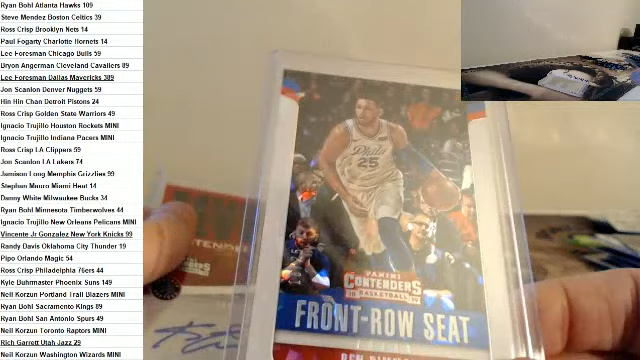 Ryan Bohl Atlanta Hawks 109
Steve Mendez Boston Celtics 39
Ross Crisp Brooklyn Nets 14
Paul Fogarty Charlotte Hornets 14
Lee Foresman Chicago Bulls 59
Bryon Angerman Cleveland Cavaliers 89
Lee Foresman Dallas Mavericks 389
Jon Scanlon Denver Nuggets 59
Hin Hin Chan Detroit Pistons 24
Ross Crisp Golden State Warriors 49
Ignacio Trujillo Houston Rockets MINI
Ignacio Trujillo Indiana Pacers MINI
Ross Crisp LA Clippers 59
Jon Scanlon LA Lakers 74
Jamison Long Memphis Grizzlies 99
Stephan Mauro Miami Heat 14
Danny White Milwaukee Bucks 34
Ryan Bohl Minnesota Timberwolves 44
Ignacio Trujillo New Orleans Pelicans MINI
Vincente Jr Gonzalez New York Knicks 99
Randy Davis Oklahoma City Thunder 19
Pipo Orlando Magic 54
Ross Crisp Philadelphia 76ers 44
Kyle Buhrmaster Phoenix Suns 149
Neil Korzun Portland Trail Blazers MINI
Ryan Bohl Sacramento Kings 89
Ryan Bohl San Antonio Spurs 49
Neil Korzun Toronto Raptors MINI
Rich Garrett Utah Jazz 29
Neil Korzun Washington Wizards MINI
Phila
25
PANINI
CONTENDERS
BASKETBALL
FRONT-ROW SEAT